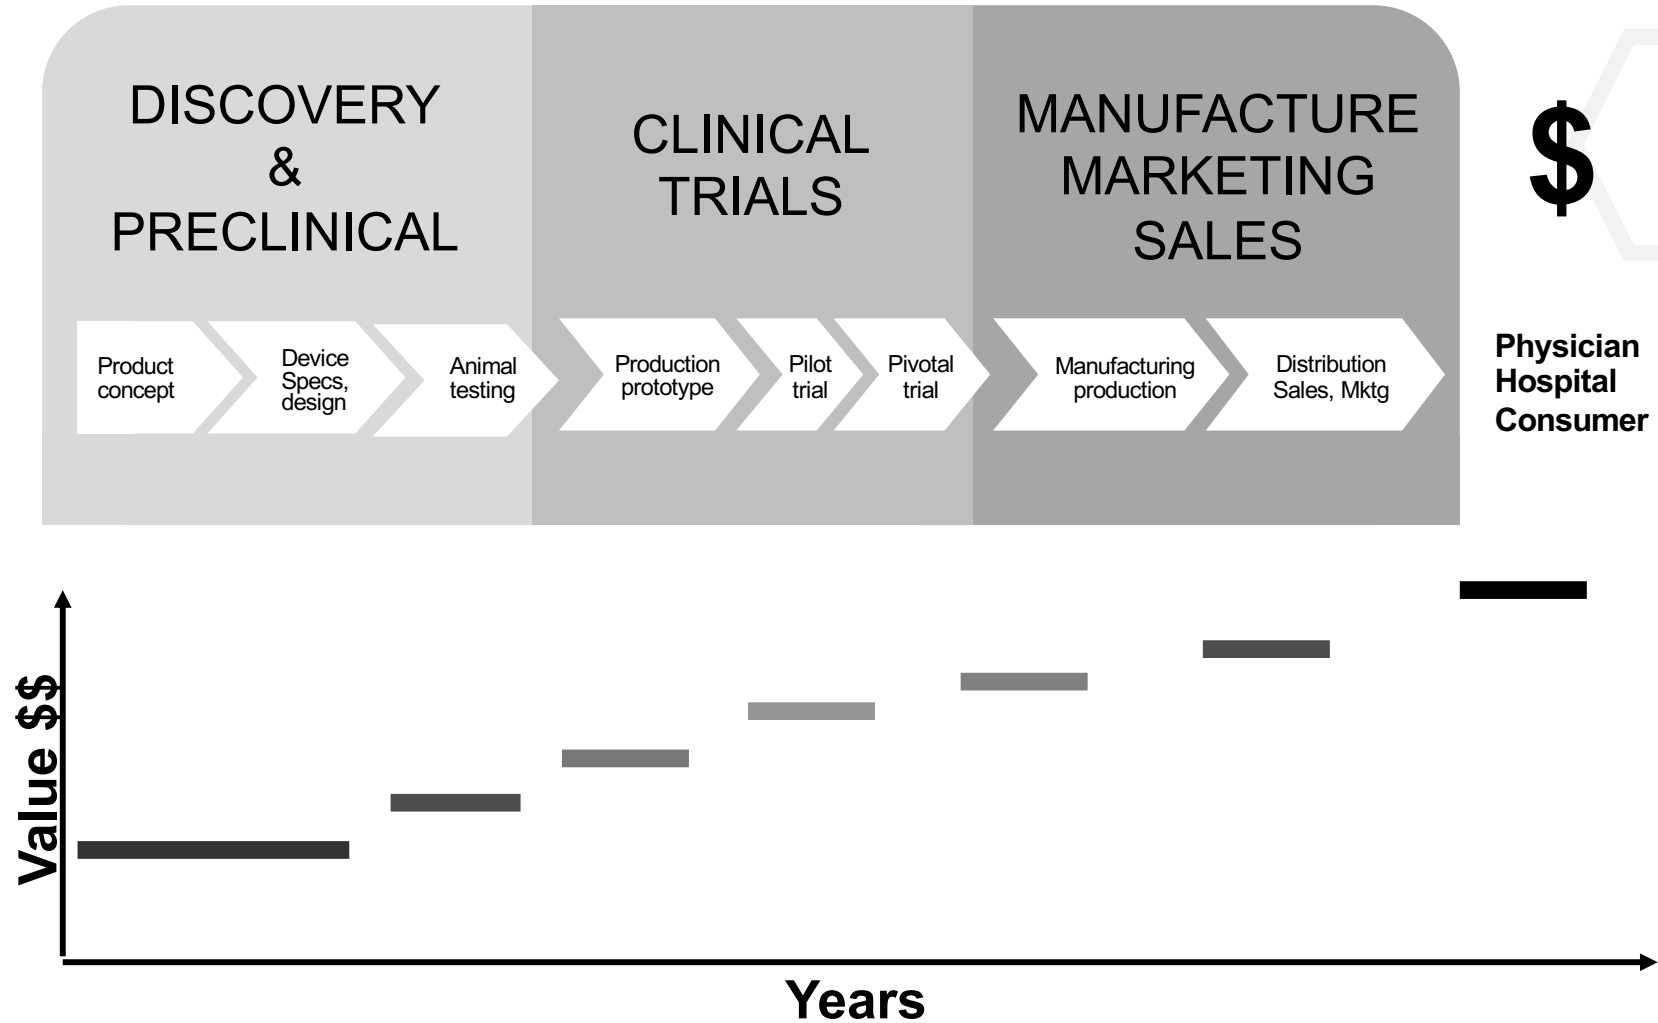 DISCOVERY
&
PRECLINICAL
CLINICAL
TRIALS
MANUFACTURE
MARKETING
SALES
$
Product
concept
Device
Specs,
design
Animal
testing
Production
prototype
Pilot
trial
Pivotal
trial
Manufacturing
production
Distribution
Sales, Mktg
Physician
Hospital
Consumer
Value $$
Years